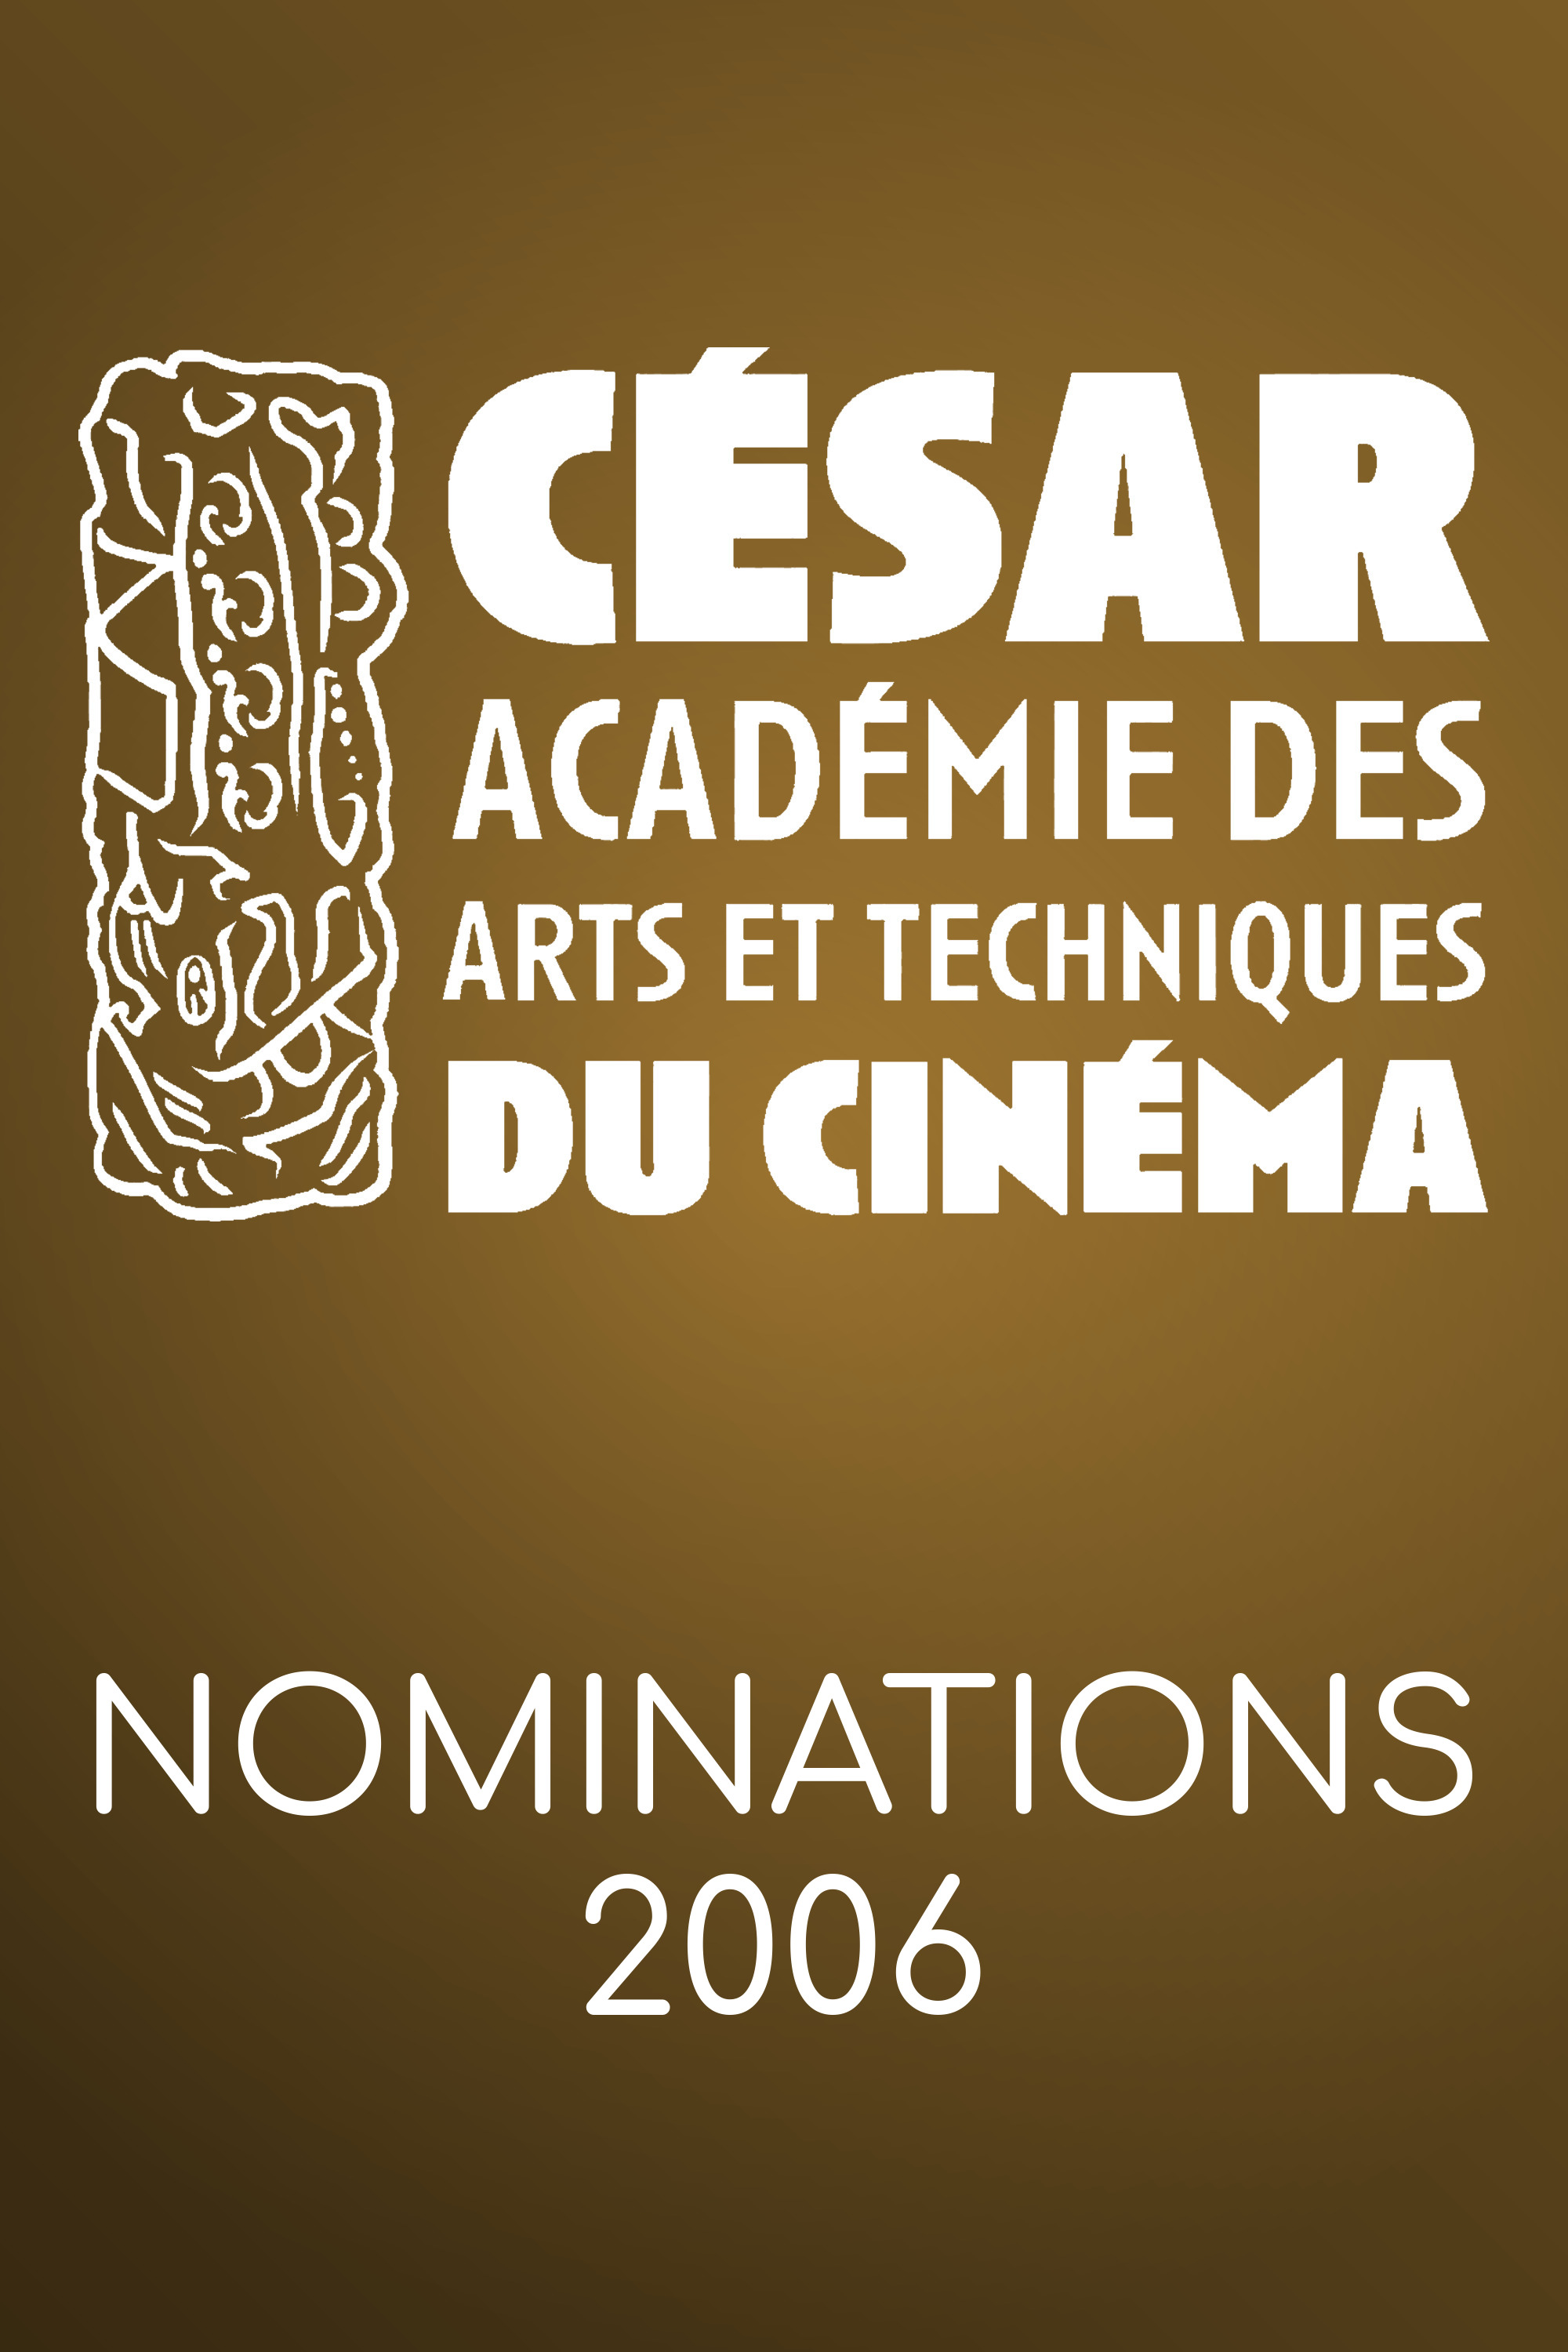 CÉSAR
ACADÉMIE DES
ARTS ET TECHNIQUES
DU CINÉMA
NOMINATIONS
2006